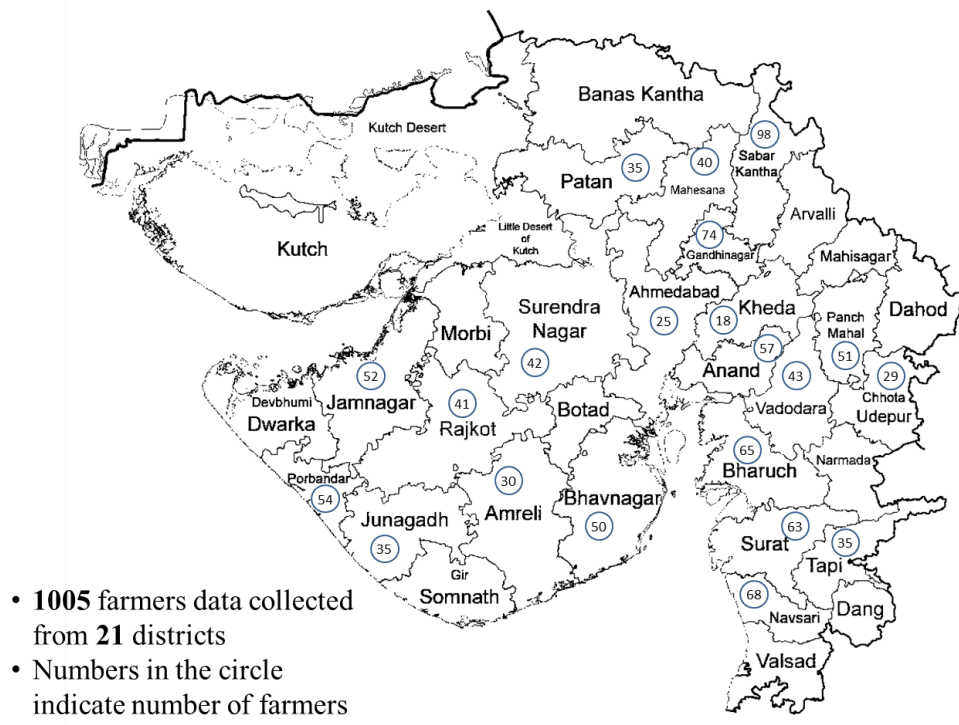 Banas Kantha
Kutch Desert
98
Sabar
Kantha
35
Patan
40
Mahesana
Arvalli
Little Desert
of
Kutch
74
Gandhinagar
Kutch
Mahisagar
Ahmedabad
25
Kheda
18
Panch
Mahal
51
Dahod
Surendra
Nagar
42
Morbi
57
Anand
43
Vadodara
29
Chhota
Udepur
52
Jamnagar
Devbhumi
Dwarka
41
Rajkot
Botad
65
Bharuch
Narmada
Porbandar
54
30
Amreli
Bhavnagar
50
Junagadh
35
63
Surat
35
Tapi
Gir
Somnath
68
Navsari
Dang
Valsad
• 1005 farmers data collected
from 21 districts
• Numbers in the circle
indicate number of farmers